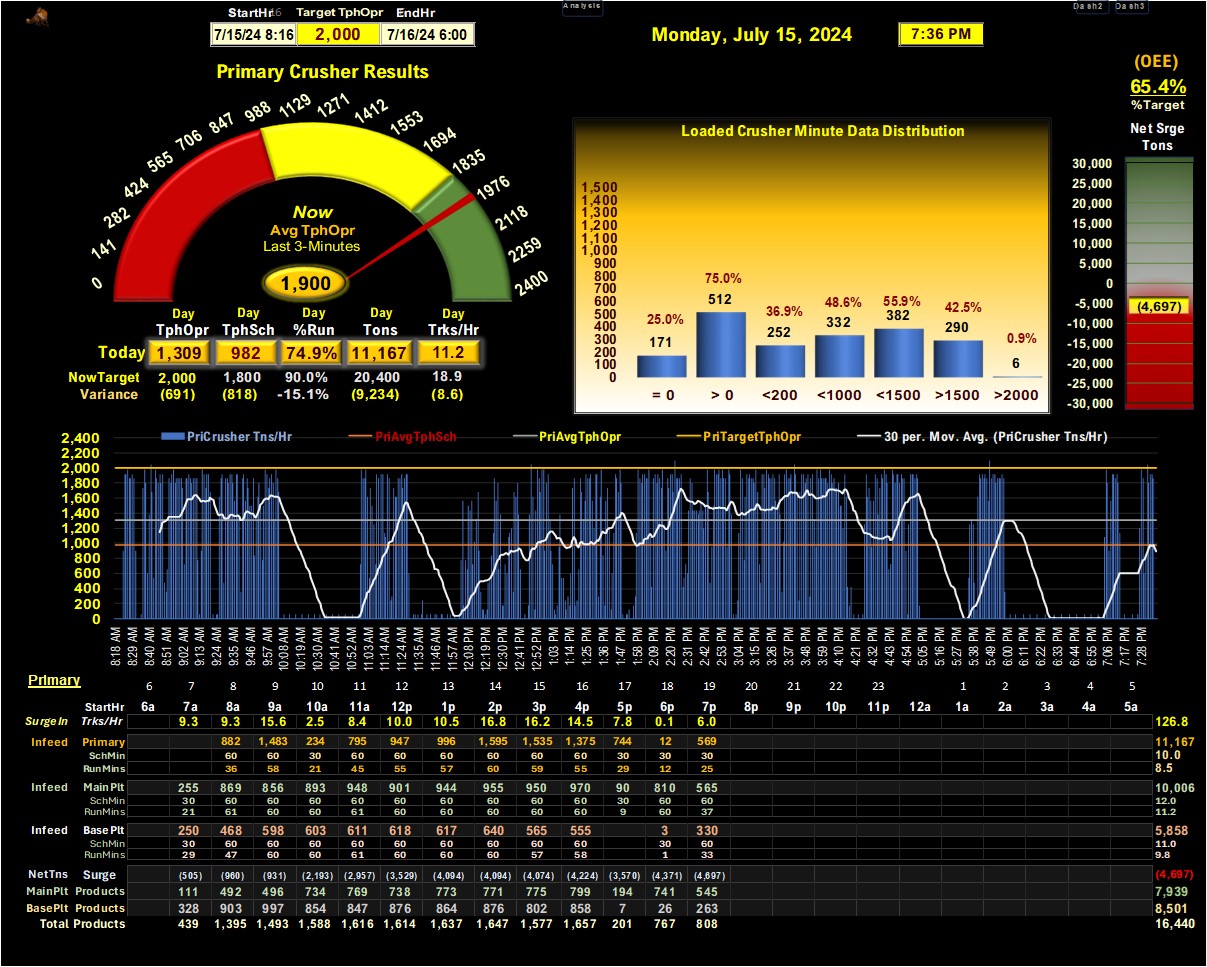 StartHr 16 Target TphOpr EndHr
7/15/24 8:16 2,000 7/16/24 6:00
Analysis
Monday, July 15, 2024
7:36 PM
Dash2 Dash3
(OEE)
65.4%
%Target
Net Srge
Tons
30,000
25,000
20,000
15,000
10,000
5,000
0
-5,000
(4,697)
-10,000
-15,000
-20,000
-25,000
-30,000
Primary Crusher Results
0 141 282 424 565 706 847 988 1129 1271 1412 1553 1694 1835 1976 2118 2259 2400
Now
Avg TphOpr
Last 3-Minutes
1,900
Day Day Day Day Day
TphOpr TphSch %Run Tons Trks/Hr
Today 1,309 982 74.9% 11,167 11.2
NowTarget 2,000 1,800 90.0% 20,400 18.9
Variance (691) (818) -15.1% (9,234) (8.6)
Loaded Crusher Minute Data Distribution
1,500
1,400
1,300
1,200
1,100
1,000
900
800
700
600
500
400
300
200
100
0
25.0% 75.0% 36.9% 48.6% 55.9% 42.5% 0.9%
171 512 252 332 382 290 6
= 0 > 0 <200 <1000 <1500 >1500 >2000
PriCrusher Tns/Hr PriAvgTphSch PriAvgTphOpr PriTargetTphOpr 30 per. Mov. Avg. (PriCrusher Tns/Hr)
2,400
2,200
2,000
1,800
1,600
1,400
1,200
1,000
800
600
400
200
0
8:18 AM 8:29 AM 8:40 AM 8:51 AM 9:02 AM 9:13 AM 9:24 AM 9:35 AM 9:46 AM 9:57 AM 10:08 AM 10:19 AM 10:30 AM 10:41 AM 10:52 AM 11:03 AM 11:14 AM 11:24 AM 11:35 AM 11:46 AM 11:57 AM 12:08 PM 12:19 PM 12:30 PM 12:41 PM 12:52 PM 1:03 PM 1:14 PM 1:25 PM 1:36 PM 1:47 PM 1:58 PM 2:09 PM 2:20 PM 2:31 PM 2:42 PM 2:53 PM 3:04 PM 3:15 PM 3:26 PM 3:37 PM 3:48 PM 3:59 PM 4:10 PM 4:21 PM 4:32 PM 4:43 PM 4:54 PM 5:05 PM 5:16 PM 5:27 PM 5:38 PM 5:49 PM 6:00 PM 6:11 PM 6:22 PM 6:33 PM 6:44 PM 6:55 PM 7:06 PM 7:17 PM 7:28 PM
Primary
6 7 8 9 10 11 12 13 14 15 16 17 18 19 20 21 22 23 1 2 3 4 5
StartHr 6a 7a 8a 9a 10a 11a 12p 1p 2p 3p 4p 5p 6p 7p 8p 9p 10p 11p 12a 1a 2a 3a 4a 5a
SurgeIn Trks/Hr 9.3 9.3 15.6 2.5 8.4 10.0 10.5 16.8 16.2 14.5 7.8 0.1 6.0 126.8
Infeed Primary 882 1,483 234 795 947 996 1,595 1,535 1,375 744 12 569 11,167
SchMin 60 60 30 60 60 60 60 60 60 30 30 30 10.0
RunMins 36 58 21 45 55 57 60 59 55 29 12 25 8.5
Infeed MainPlt 255 869 856 893 948 901 944 955 950 970 90 810 565 10,006
SchMin 30 60 60 60 60 60 60 60 60 60 30 60 60 12.0
RunMins 21 61 60 60 61 60 60 60 60 60 9 60 37 11.2
Infeed Base Plt 250 468 598 603 611 618 617 640 565 555 3 330 5,858
SchMin 30 60 60 60 60 60 60 60 60 60 30 60 11.0
RunMins 29 47 60 60 61 60 60 60 57 58 1 33 9.8
NetTns Surge (505) (960) (931) (2,193) (2,957) (3,529) (4,094) (4,094) (4,074) (4,224) (3,570) (4,371) (4,697) (4,697)
MainPlt Products 111 492 496 734 769 738 773 771 775 799 194 741 545 7,939
BasePlt Products 328 903 997 854 847 876 864 876 802 858 7 26 263 8,501
Total Products 439 1,395 1,493 1,588 1,616 1,614 1,637 1,647 1,577 1,657 201 767 808 16,440